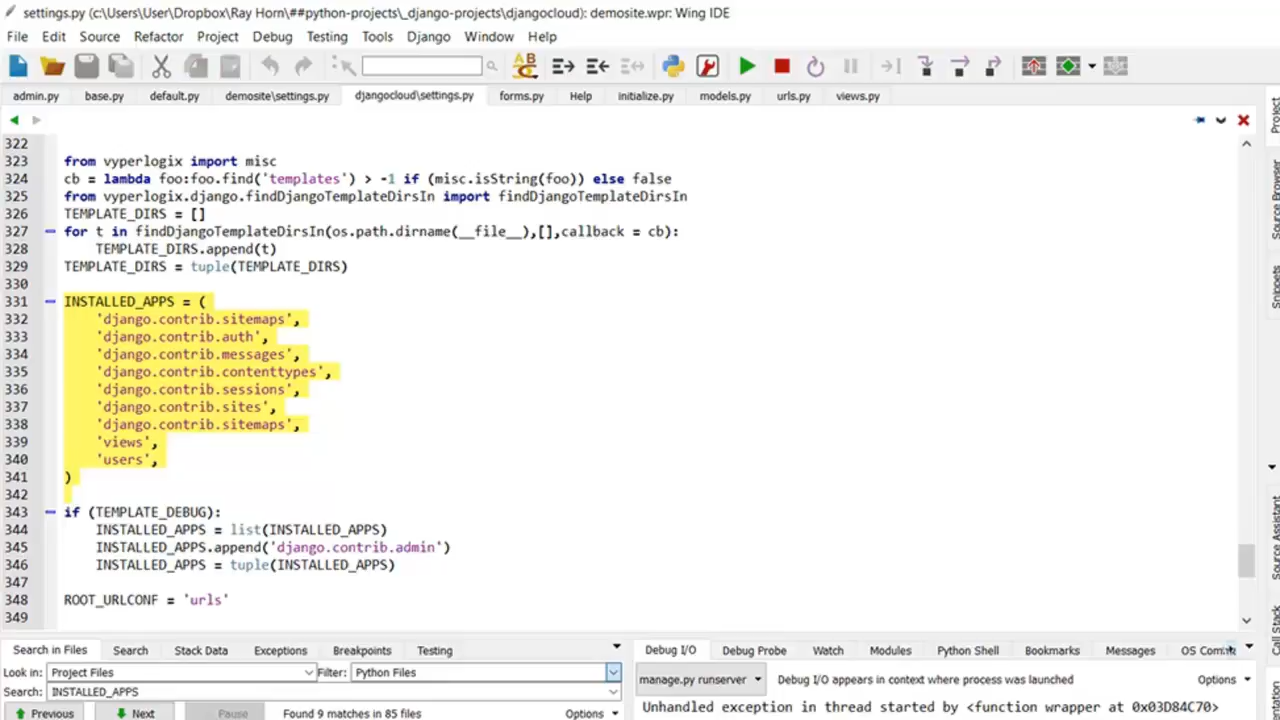 settings.py (c:\Users\User\Dropbox\Ray Horn\##python-projects\_django-projects\djangocloud): demosite.wpr: Wing IDE
File Edit Source Refactor Project Debug Testing Tools Django Window Help
admin.py base.py default.py demosite\settings.py djangocloud\settings.py forms.py Help initialize.py models.py urls.py views.py
322
323 from vyperlogix import misc
324 cb = lambda foo:foo.find('templates') > -1 if (misc.isString(foo)) else false
325 from vyperlogix.django.findDjangoTemplateDirsIn import findDjangoTemplateDirsIn
326 TEMPLATE_DIRS = []
327 for t in findDjangoTemplateDirsIn(os.path.dirname(__file__),[],callback = cb):
328     TEMPLATE_DIRS.append(t)
329 TEMPLATE_DIRS = tuple(TEMPLATE_DIRS)
330
331 INSTALLED_APPS = (
332     'django.contrib.sitemaps',
333     'django.contrib.auth',
334     'django.contrib.messages',
335     'django.contrib.contenttypes',
336     'django.contrib.sessions',
337     'django.contrib.sites',
338     'django.contrib.sitemaps',
339     'views',
340     'users',
341 )
342
343 if (TEMPLATE_DEBUG):
344     INSTALLED_APPS = list(INSTALLED_APPS)
345     INSTALLED_APPS.append('django.contrib.admin')
346     INSTALLED_APPS = tuple(INSTALLED_APPS)
347
348 ROOT_URLCONF = 'urls'
349
Project
Source Browser
Snippets
Source Assistant
Call Stack
Search in Files Search Stack Data Exceptions Breakpoints Testing
Look in: Project Files Filter: Python Files
Search: INSTALLED_APPS
Previous Next Pause Found 9 matches in 85 files Options
Debug I/O Debug Probe Watch Modules Python Shell Bookmarks Messages OS Comm
manage.py runserver Debug I/O appears in context where process was launched Options
Unhandled exception in thread started by <function wrapper at 0x03D84C70>